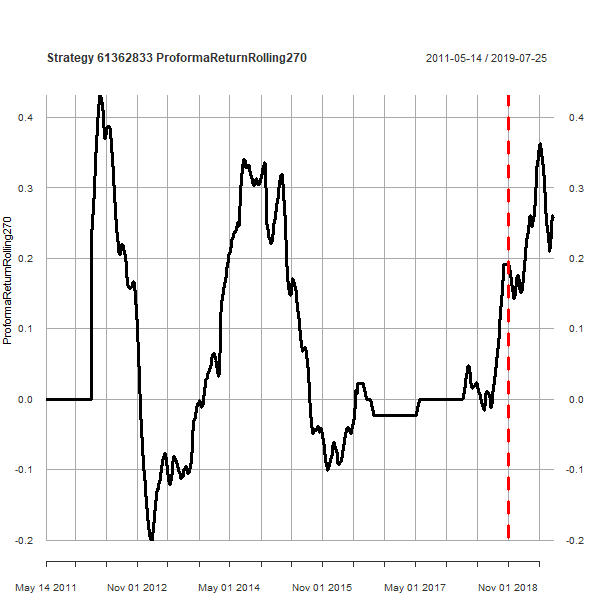 Strategy 61362833 ProformaReturnRolling270
2011-05-14 / 2019-07-25
ProformaReturnRolling270
0.4
0.3
0.2
0.1
0.0
-0.1
-0.2
0.4
0.3
0.2
0.1
0.0
-0.1
-0.2
May 14 2011
Nov 01 2012
May 01 2014
Nov 01 2015
May 01 2017
Nov 01 2018